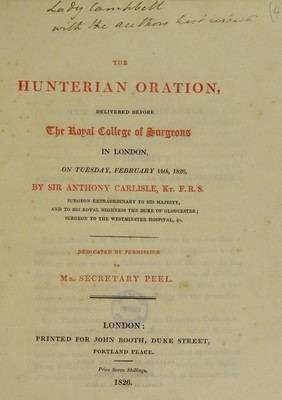 Lady Campbell
with the authors
(4
THE
HUNTERIAN ORATION,
DELIVERED BEFORE
The Royal College of Surgeons
IN LONDON,
ON TUESDAY, FEBRUARY 14th, 1826,
BY SIR ANTHONY CARLISLE, KT. F.R.S.
SURGEON EXTRAORDINARY TO HIS MAJESTY,
AND TO HIS ROYAL HIGHNESS THE DUKE OF GLOUCESTER;
SURGEON TO THE WESTMINSTER HOSPITAL, &c.
DEDICATED BY PERMISSION
TO
MR. SECRETARY PEEL.
LONDON:
PRINTED FOR JOHN BOOTH, DUKE STREET,
PORTLAND PLACE.
Price Seven Shillings.
1826.